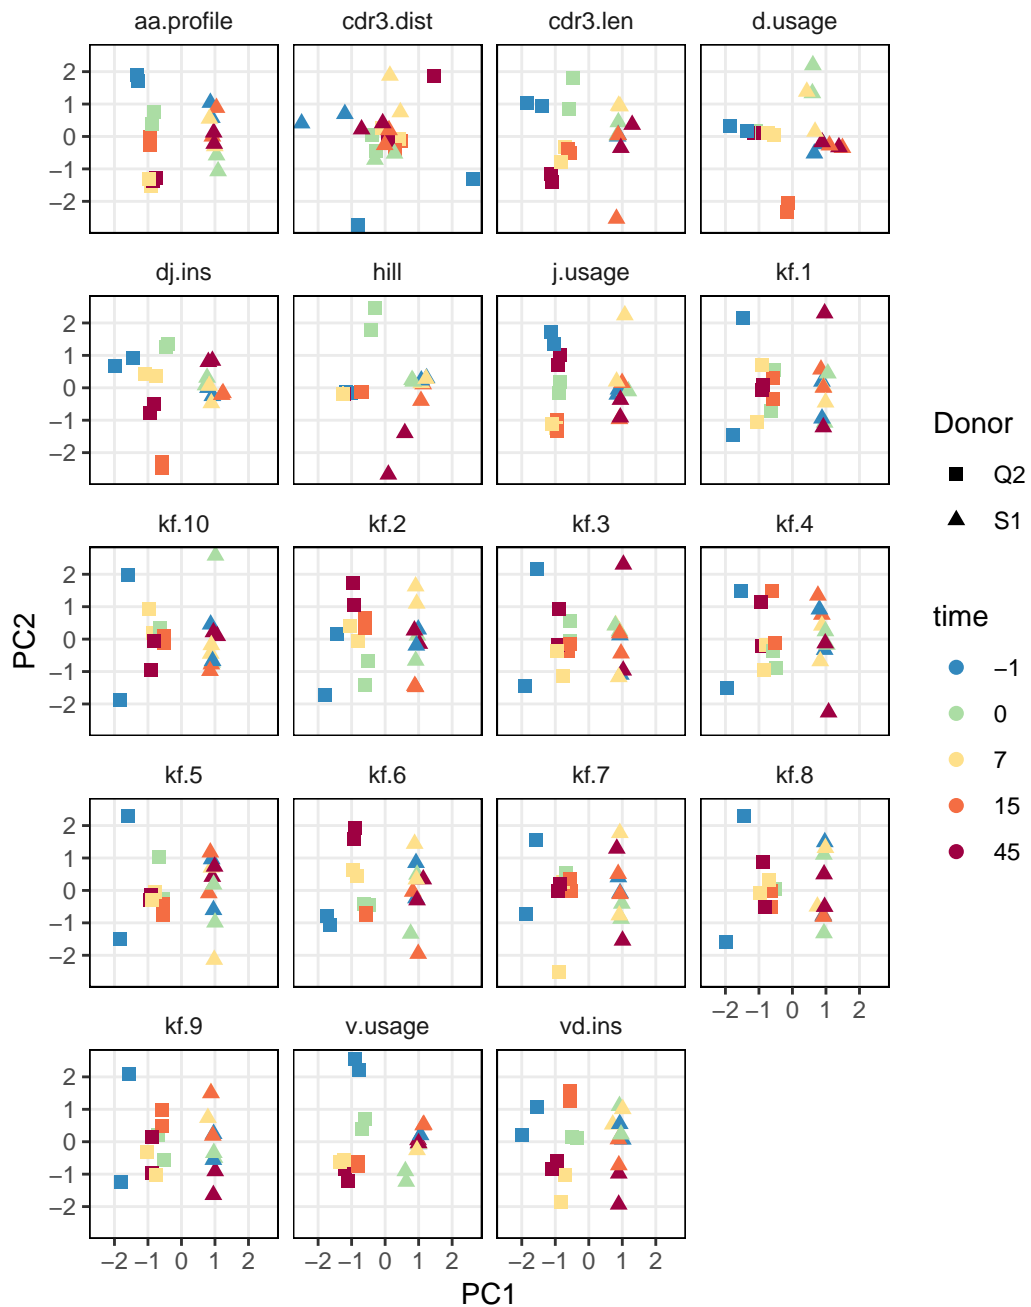 aa.profile cdr3.dist cdr3.len d.usage
2
1
0
−1
−2
dj.ins hill j.usage kf.1
2
1
0
−1
−2
kf.10 kf.2 kf.3 kf.4
2
1
0
−1
−2
kf.5 kf.6 kf.7 kf.8
2
1
0
−1
−2
−2 −1 0 1 2
kf.9 v.usage vd.ins
2
1
0
−1
−2
−2 −1 0 1 2 −2 −1 0 1 2 −2 −1 0 1 2
PC1
PC2
Donor
Q2
S1
time
−1
0
7
15
45